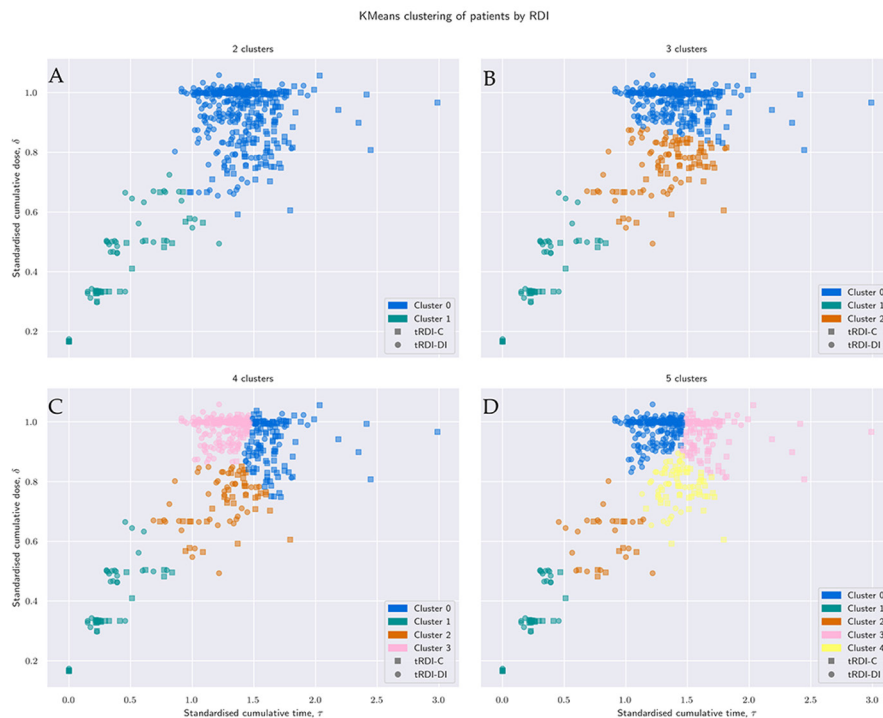 KMeans clustering of patients by RDI
2 clusters
3 clusters
A
B
1.0
0.8
0.6
0.4
0.2
Standardised cumulative dose, δ
Cluster 0
Cluster 1
tRDI-C
tRDI-DI
Cluster 0
Cluster 1
Cluster 2
tRDI-C
tRDI-DI
4 clusters
5 clusters
C
D
1.0
0.8
0.6
0.4
0.2
Standardised cumulative dose, δ
Cluster 0
Cluster 1
Cluster 2
Cluster 3
tRDI-C
tRDI-DI
Cluster 0
Cluster 1
Cluster 2
Cluster 3
Cluster 4
tRDI-C
tRDI-DI
0.0 0.5 1.0 1.5 2.0 2.5 3.0
0.0 0.5 1.0 1.5 2.0 2.5 3.0
Standardised cumulative time, τ
Standardised cumulative time, τ